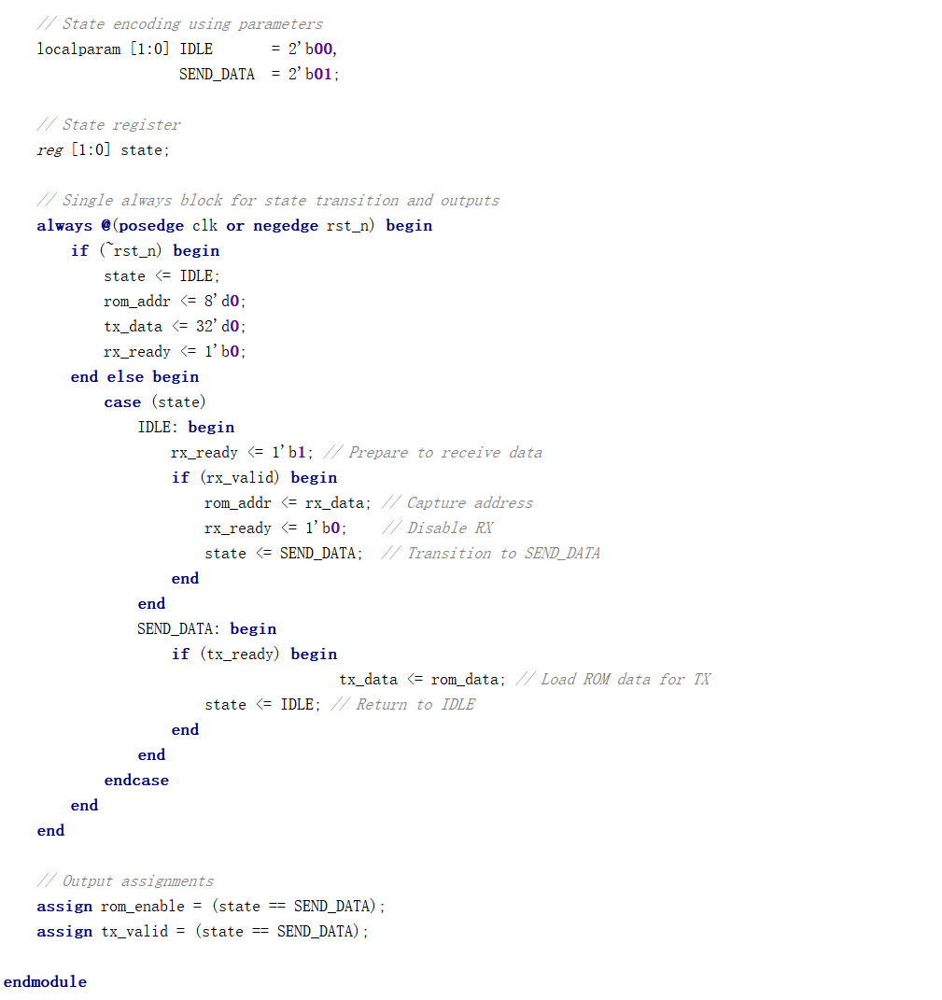 // State encoding using parameters
localparam [1:0] IDLE      = 2'b00,
                 SEND_DATA  = 2'b01;
// State register
reg [1:0] state;
// Single always block for state transition and outputs
always @(posedge clk or negedge rst_n) begin
    if (~rst_n) begin
        state <= IDLE;
        rom_addr <= 8'd0;
        tx_data <= 32'd0;
        rx_ready <= 1'b0;
    end else begin
        case (state)
            IDLE: begin
                rx_ready <= 1'b1; // Prepare to receive data
                if (rx_valid) begin
                    rom_addr <= rx_data; // Capture address
                    rx_ready <= 1'b0;    // Disable RX
                    state <= SEND_DATA;  // Transition to SEND_DATA
                end
            end
            SEND_DATA: begin
                if (tx_ready) begin
                                    tx_data <= rom_data; // Load ROM data for TX
                    state <= IDLE; // Return to IDLE
                end
            end
        endcase
    end
end
// Output assignments
assign rom_enable = (state == SEND_DATA);
assign tx_valid = (state == SEND_DATA);
endmodule